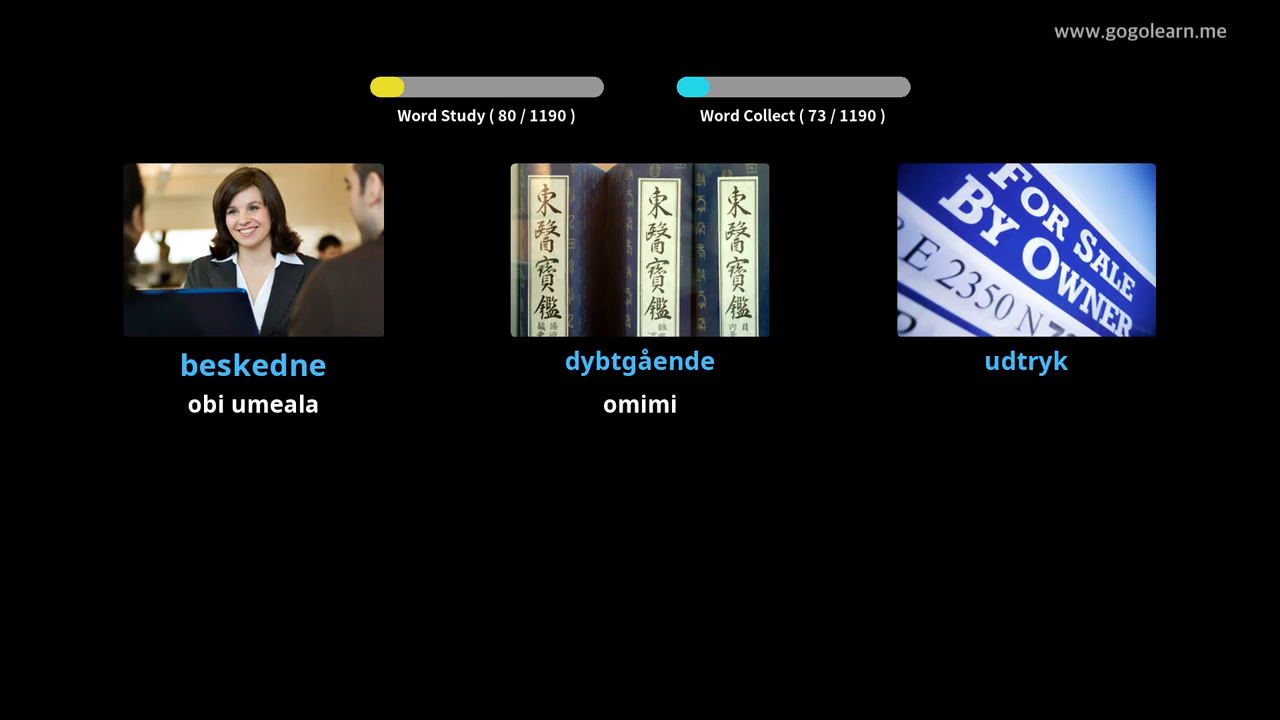 www.gogolearn.me
Word Study ( 80 / 1190 )
Word Collect ( 73 / 1190 )
東醫寶鑑
東醫寶鑑
東醫寶鑑
FOR SALE
BY OWNER
E 2350 N
beskedne
dybtgående
udtryk
obi umeala
omimi